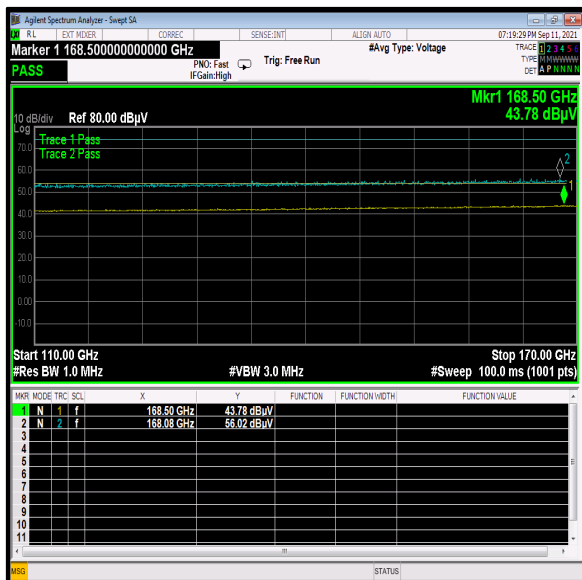 Agilent Spectrum Analyzer - Swept SA
LXI RL EXT MIXER CORREC SENSE:INT ALIGN AUTO 07:19:29 PM Sep 11, 2021
Marker 1 168.500000000000 GHz #Avg Type: Voltage TRACE 1 2 3 4 5 6
PNO: Fast Trig: Free Run TYPE M M W W W W
PASS IFGain:High DET A P N N N N
Mkr1 168.50 GHz
10 dB/div Ref 80.00 dBµV 43.78 dBµV
Log
Trace 1 Pass
70.0 Trace 2 Pass
2
60.0
1
50.0
40.0
30.0
20.0
10.0
0.00
-10.0
Start 110.00 GHz Stop 170.00 GHz
#Res BW 1.0 MHz #VBW 3.0 MHz #Sweep 100.0 ms (1001 pts)
MKR MODE TRC SCL X Y FUNCTION FUNCTION WIDTH FUNCTION VALUE
1 N 1 f 168.50 GHz 43.78 dBµV
2 N 2 f 168.08 GHz 56.02 dBµV
3
4
5
6
7
8
9
10
11
MSG STATUS